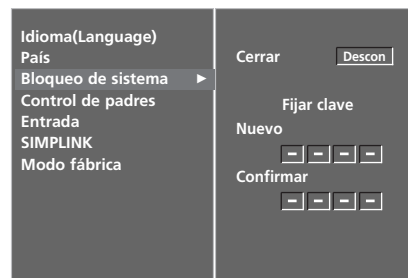 Idioma(Language)
País
Bloqueo de sistema ►
Control de padres
Entrada
SIMPLINK
Modo fábrica
Cerrar Descon
Fijar clave
Nuevo
– – – –
Confirmar
– – – –